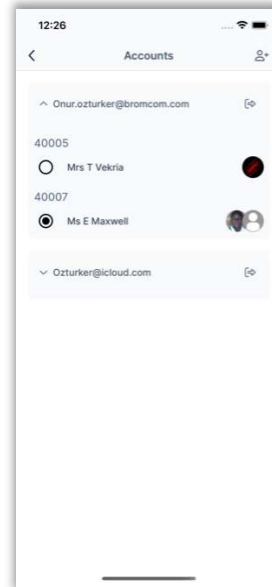 12:26
Accounts
Onur.ozturker@bromcom.com
40005
Mrs T Vekria
40007
Ms E Maxwell
Ozturker@icloud.com